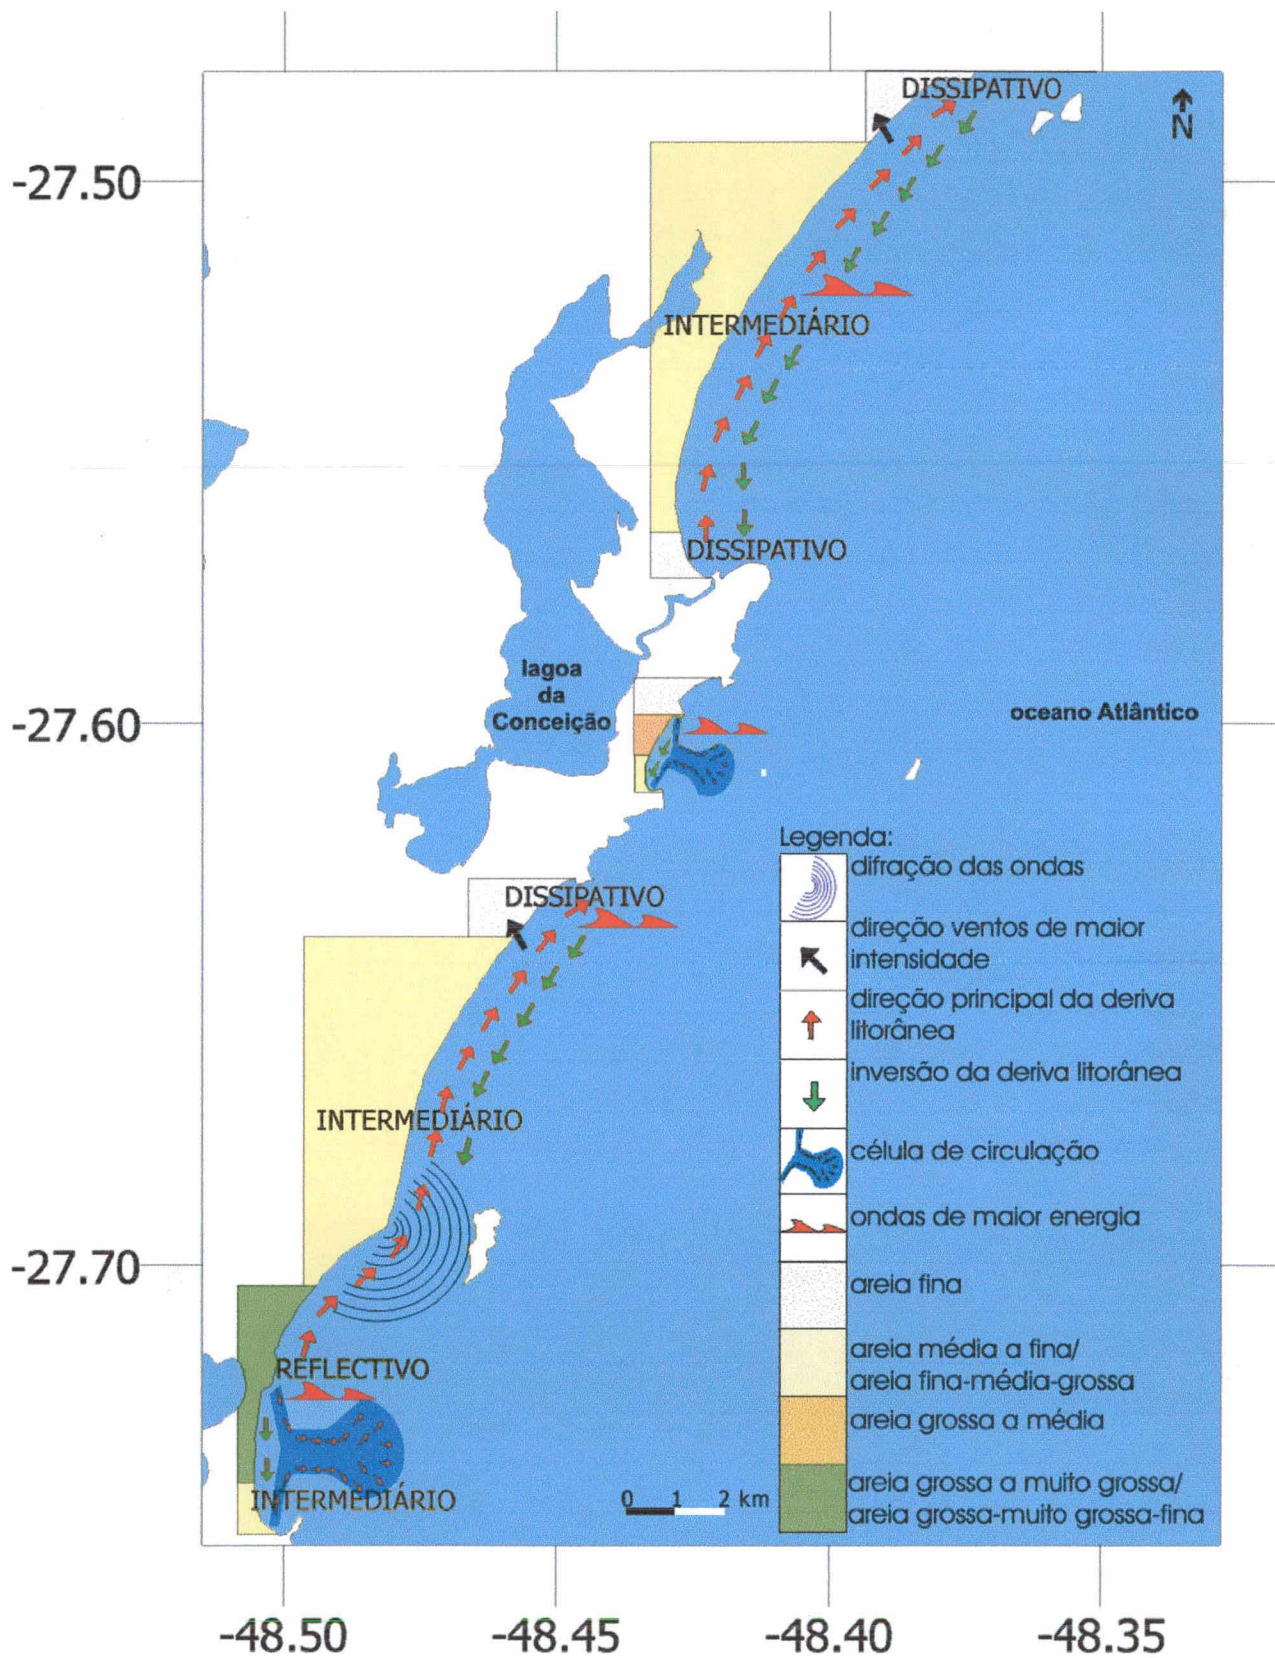 DISSIPATIVO
N
-27.50
INTERMEDIÁRIO
DISSIPATIVO
lagoa
da
Conceição
-27.60
oceano Atlântico
Legenda:
difração das ondas
direção ventos de maior
intensidade
direção principal da deriva
litorânea
inversão da deriva litorânea
célula de circulação
ondas de maior energia
areia fina
areia média a fina/
areia fina-média-grossa
areia grossa a média
areia grossa a muito grossa/
areia grossa-muito grossa-fina
DISSIPATIVO
INTERMEDIÁRIO
-27.70
REFLECTIVO
INTERMEDIÁRIO
0 1 2 km
-48.50 -48.45 -48.40 -48.35